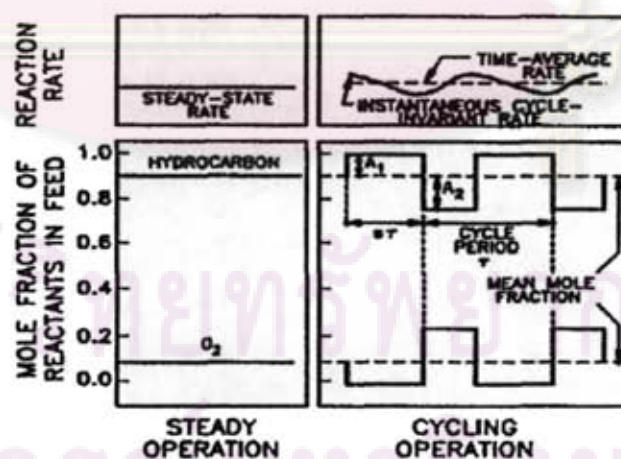 REACTION
RATE
STEADY-STATE
RATE
TIME-AVERAGE
RATE
INSTANTANEOUS CYCLE-
INVARIANT RATE
MOLE FRACTION OF
REACTANTS IN FEED
1.0
0.8
0.6
0.4
0.2
0.0
HYDROCARBON
O2
A1
A2
CYCLE
PERIOD
τ
MEAN MOLE
FRACTION
STEADY
OPERATION
CYCLING
OPERATION